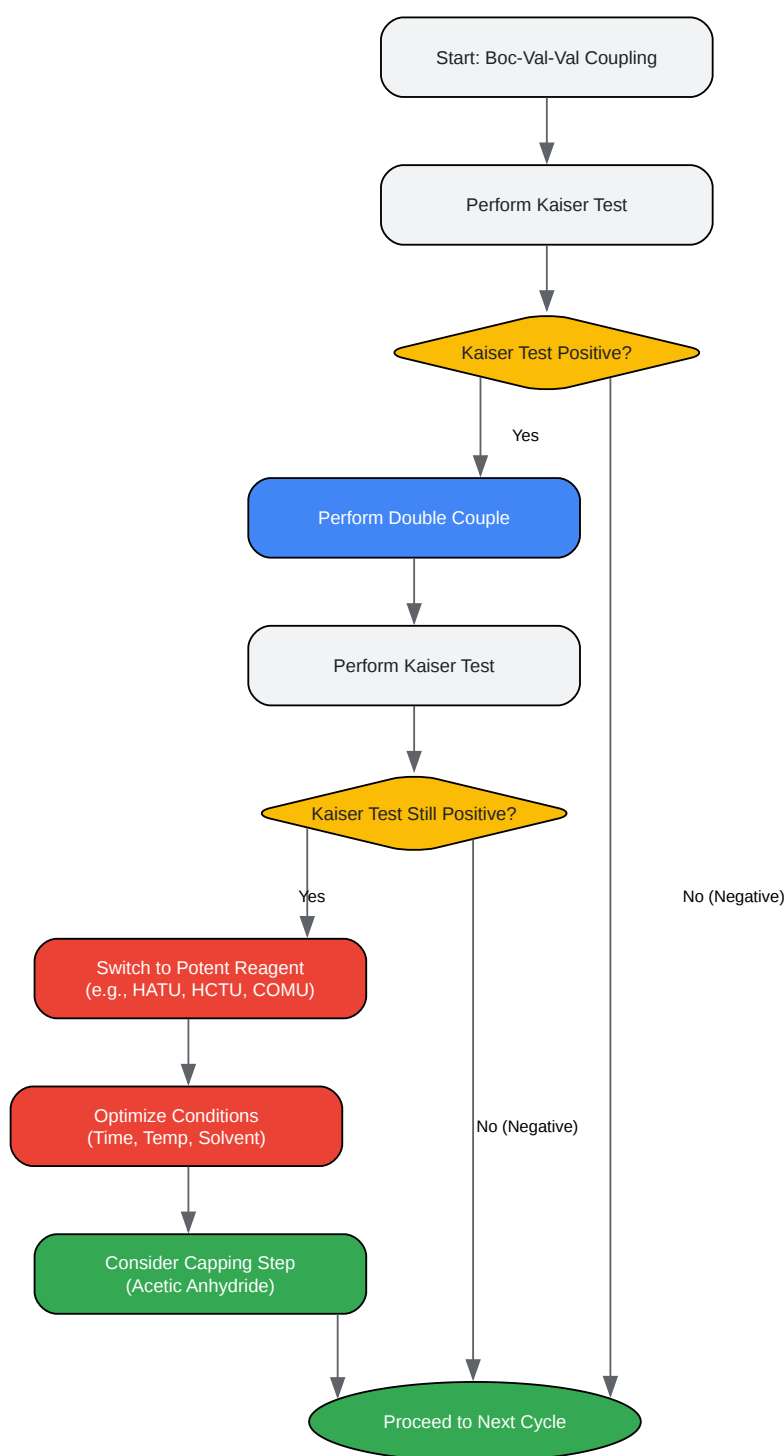 Start: Boc-Val-Val Coupling
Perform Kaiser Test
Kaiser Test Positive?
Yes
Perform Double Couple
Perform Kaiser Test
Kaiser Test Still Positive?
Yes
No (Negative)
Switch to Potent Reagent
(e.g., HATU, HCTU, COMU)
Optimize Conditions
(Time, Temp, Solvent)
No (Negative)
Consider Capping Step
(Acetic Anhydride)
Proceed to Next Cycle